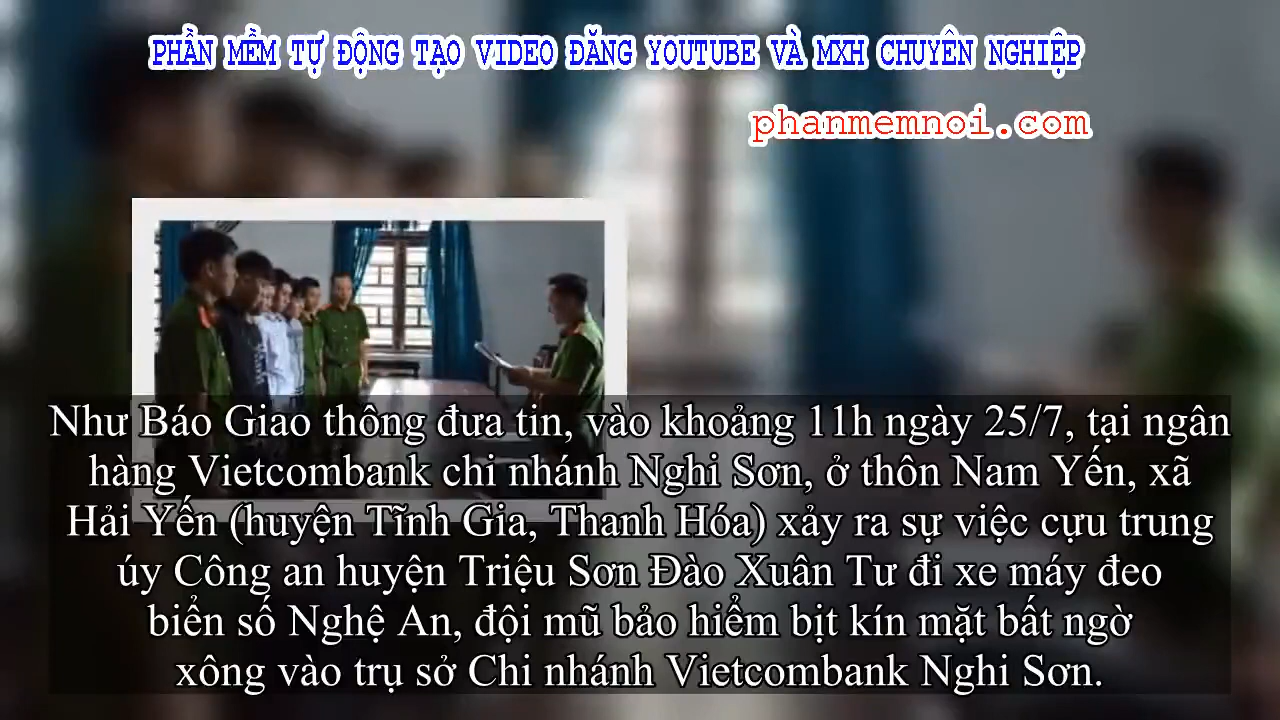 PHẦN MỀM TỰ ĐỘNG TẠO VIDEO ĐĂNG YOUTUBE VÀ MXH CHUYÊN NGHIỆP
phanmemnoi.com
Như Báo Giao thông đưa tin, vào khoảng 11h ngày 25/7, tại ngân
hàng Vietcombank chi nhánh Nghi Sơn, ở thôn Nam Yến, xã
Hải Yến (huyện Tĩnh Gia, Thanh Hóa) xảy ra sự việc cựu trung
úy Công an huyện Triệu Sơn Đào Xuân Tư đi xe máy đeo
biển số Nghệ An, đội mũ bảo hiểm bịt kín mặt bất ngờ
xông vào trụ sở Chi nhánh Vietcombank Nghi Sơn.